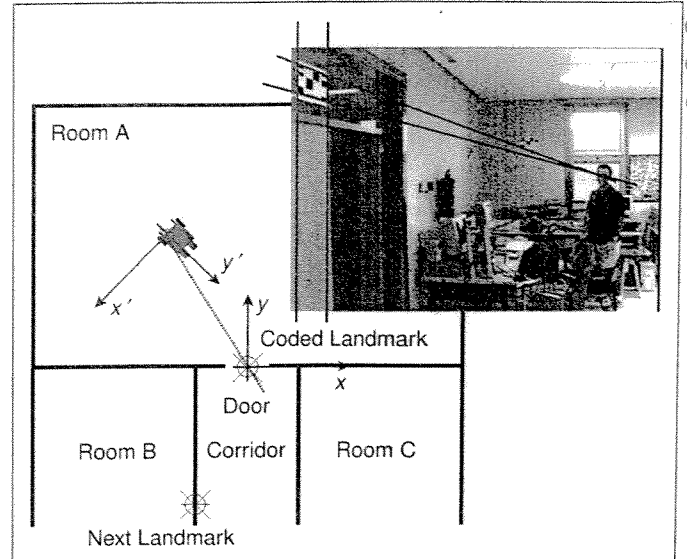 Room A
y′
x′
y
Coded Landmark
x
Door
Room B
Corridor
Room C
Next Landmark